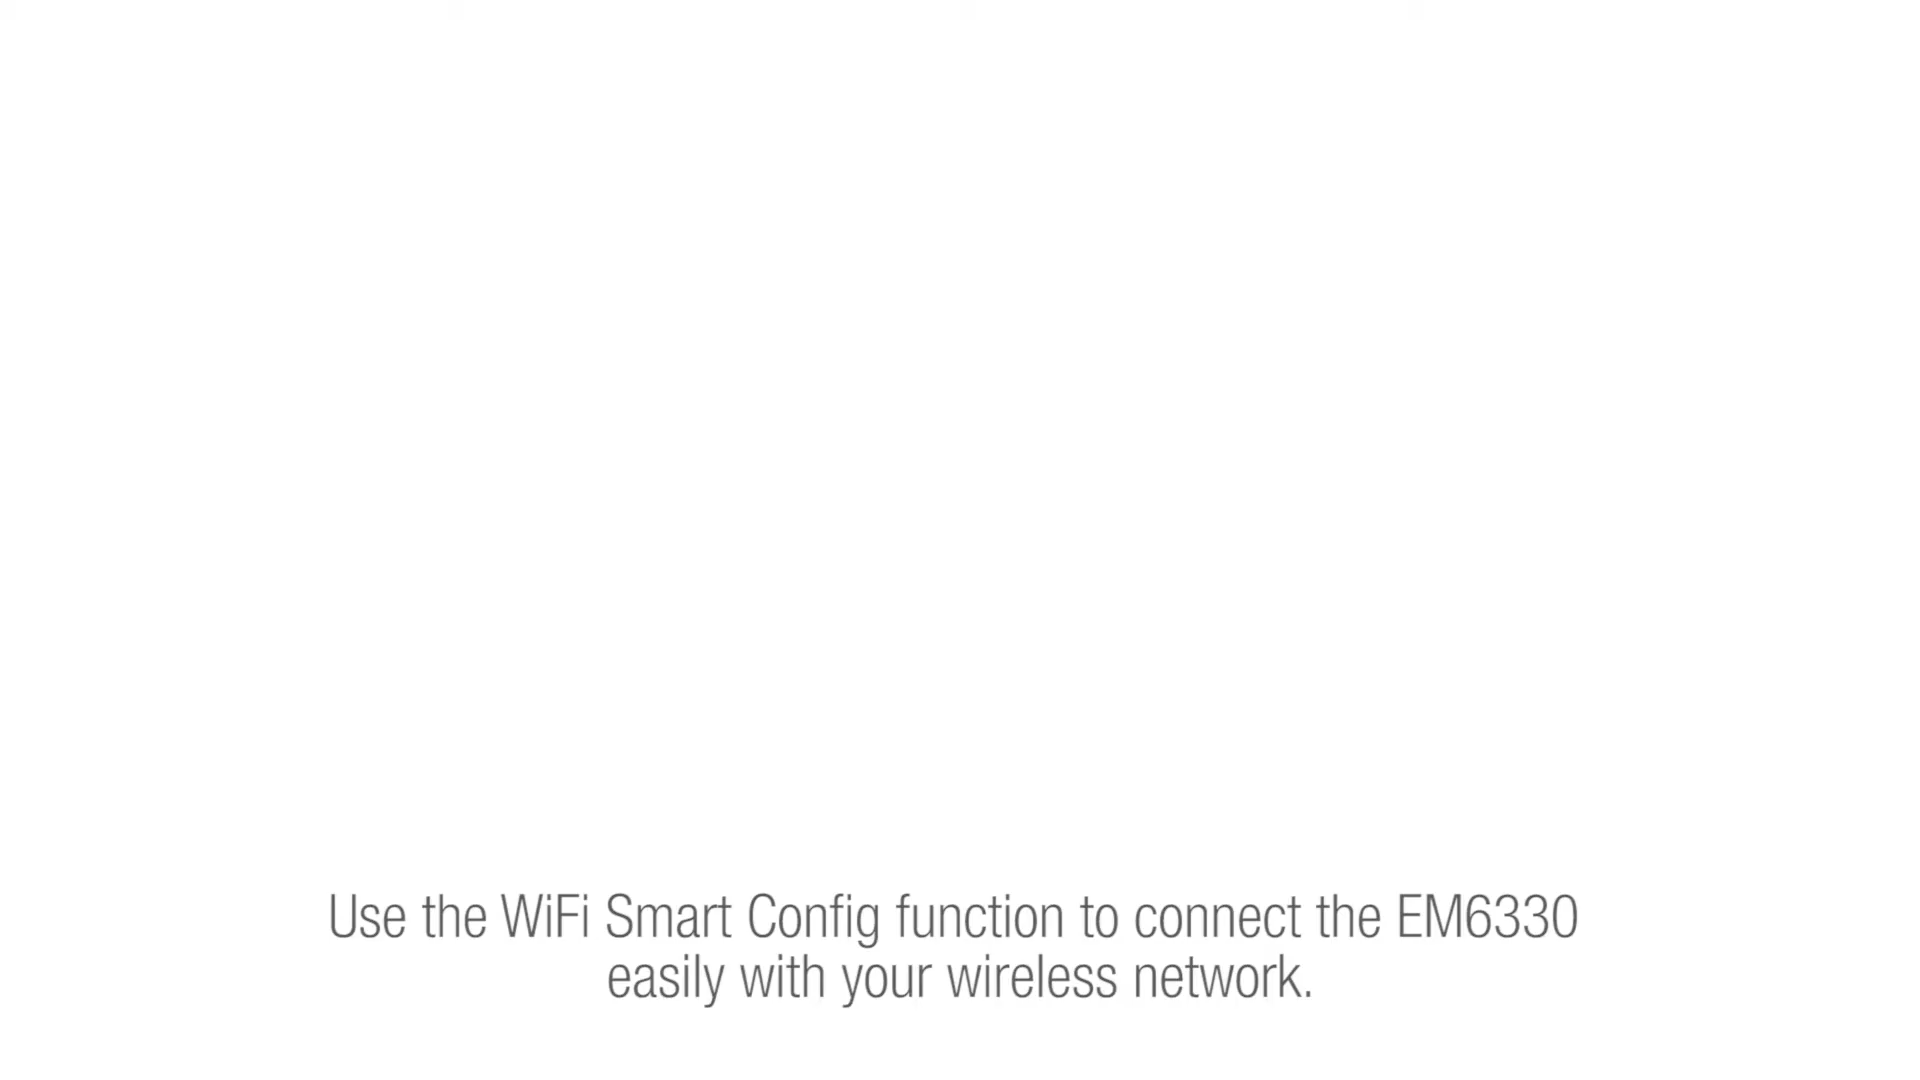 Use the WiFi Smart Config function to connect the EM6330
easily with your wireless network.